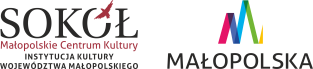 SOKÓŁ
Małopolskie Centrum Kultury
INSTYTUCJA KULTURY
WOJEWÓDZTWA MAŁOPOLSKIEGO
MAŁOPOLSKA